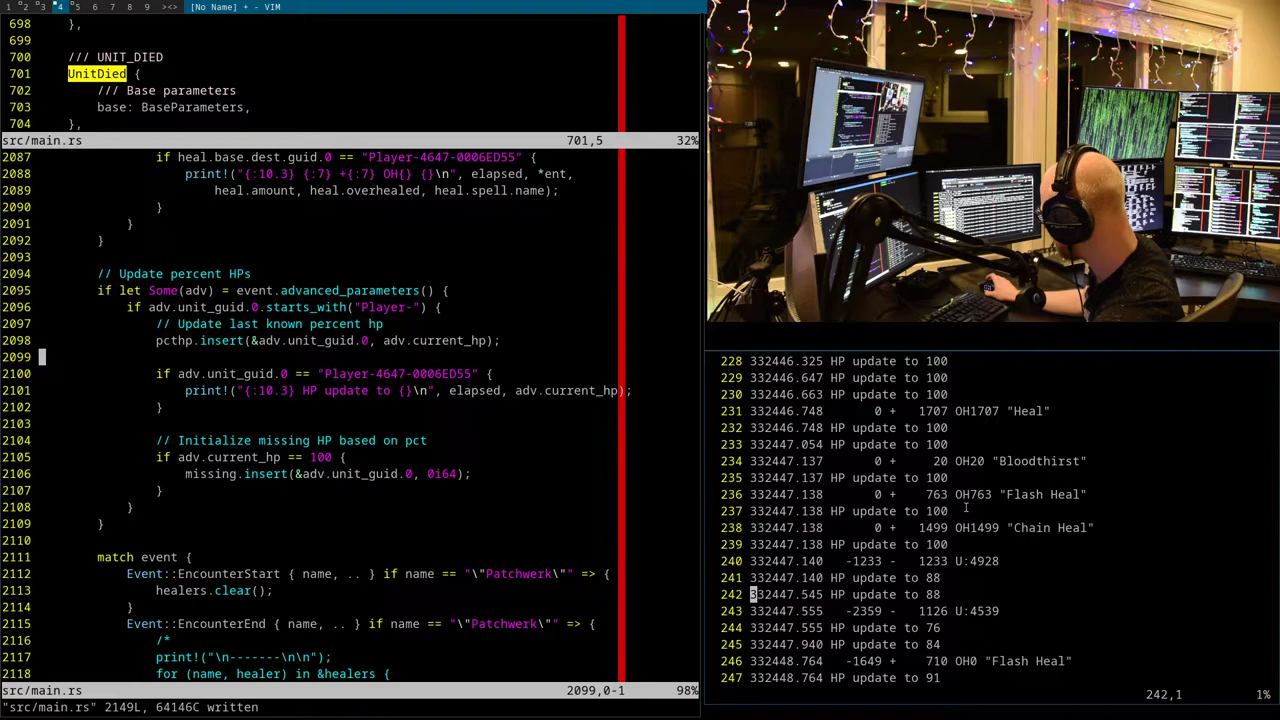 1 2 3 4 5 6 7 8 9 ><> [No Name] + - VIM
698 },
699
700 /// UNIT_DIED
701 UnitDied {
702 /// Base parameters
703 base: BaseParameters,
704 },
src/main.rs 701,5 32%
2087 if heal.base.dest.guid.0 == "Player-4647-0006ED55" {
2088 print!("{:10.3} {:7} +{:7} OH{} {}\n", elapsed, *ent,
2089 heal.amount, heal.overhealed, heal.spell.name);
2090 }
2091 }
2092 }
2093
2094 // Update percent HPs
2095 if let Some(adv) = event.advanced_parameters() {
2096 if adv.unit_guid.0.starts_with("Player-") {
2097 // Update last known percent hp
2098 pcthp.insert(&adv.unit_guid.0, adv.current_hp);
2099
2100 if adv.unit_guid.0 == "Player-4647-0006ED55" {
2101 print!("{:10.3} HP update to {}\n", elapsed, adv.current_hp);
2102 }
2103
2104 // Initialize missing HP based on pct
2105 if adv.current_hp == 100 {
2106 missing.insert(&adv.unit_guid.0, 0i64);
2107 }
2108 }
2109 }
2110
2111 match event {
2112 Event::EncounterStart { name, .. } if name == "\"Patchwerk\"" => {
2113 healers.clear();
2114 }
2115 Event::EncounterEnd { name, .. } if name == "\"Patchwerk\"" => {
2116 /*
2117 print!("\n-------\n\n");
2118 for (name, healer) in &healers {
src/main.rs 2099,0-1 98%
"src/main.rs" 2149L, 64146C written
228 332446.325 HP update to 100
229 332446.647 HP update to 100
230 332446.663 HP update to 100
231 332446.748 0 + 1707 OH1707 "Heal"
232 332446.748 HP update to 100
233 332447.054 HP update to 100
234 332447.137 0 + 20 OH20 "Bloodthirst"
235 332447.137 HP update to 100
236 332447.138 0 + 763 OH763 "Flash Heal"
237 332447.138 HP update to 100
238 332447.138 0 + 1499 OH1499 "Chain Heal"
239 332447.138 HP update to 100
240 332447.140 -1233 - 1233 U:4928
241 332447.140 HP update to 88
242 332447.545 HP update to 88
243 332447.555 -2359 - 1126 U:4539
244 332447.555 HP update to 76
245 332447.940 HP update to 84
246 332448.764 -1649 + 710 OH0 "Flash Heal"
247 332448.764 HP update to 91
242,1 1%